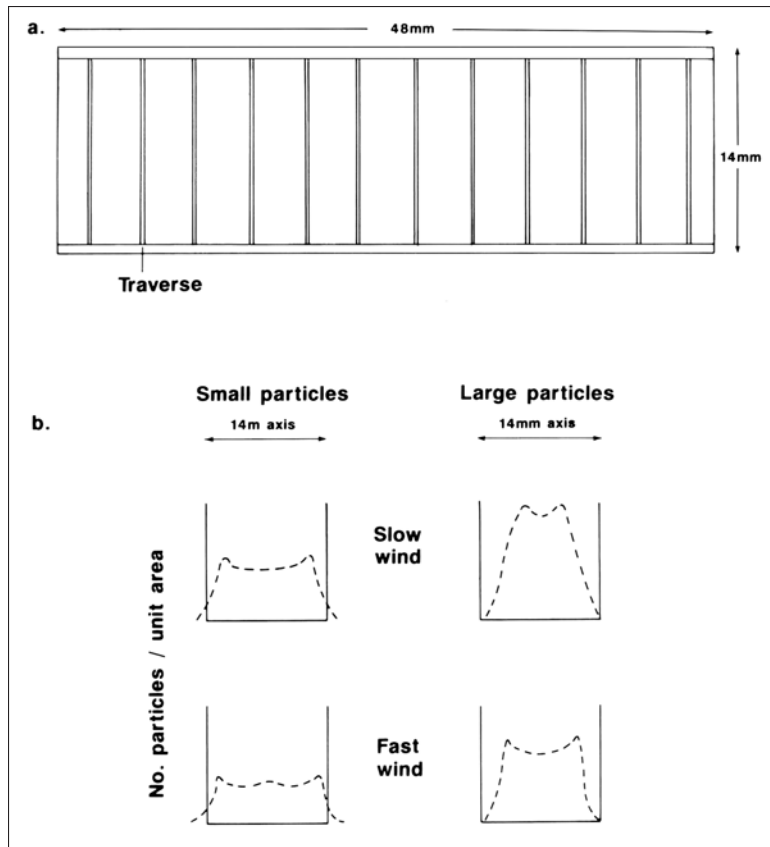 a.
48mm
14mm
Traverse
Small particles
Large particles
b.
14m axis
14mm axis
Slow
wind
No. particles / unit area
Fast
wind